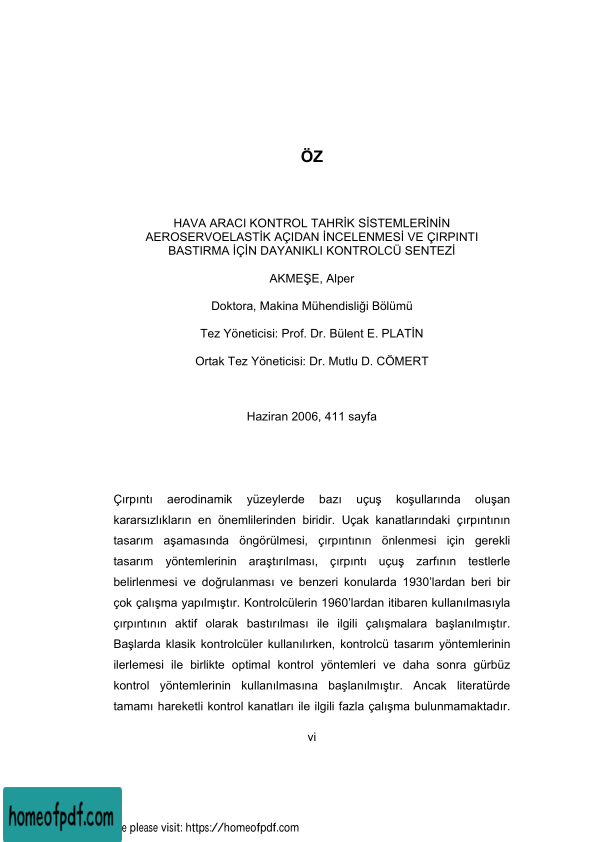 ÖZ
HAVA ARACI KONTROL TAHRİK SİSTEMLERİNİN
AEROSERVOELASTİK AÇIDAN İNCELENMESİ VE ÇIRPINTI
BASTIRMA İÇİN DAYANIKLI KONTROLCÜ SENTEZİ
AKMEŞE, Alper
Doktora, Makina Mühendisliği Bölümü
Tez Yöneticisi: Prof. Dr. Bülent E. PLATİN
Ortak Tez Yöneticisi: Dr. Mutlu D. CÖMERT
Haziran 2006, 411 sayfa
Çırpıntı aerodinamik yüzeylerde bazı uçuş koşullarında oluşan
kararsızlıkların en önemlilerinden biridir. Uçak kanatlarındaki çırpıntının
tasarım aşamasında öngörülmesi, çırpıntının önlenmesi için gerekli
tasarım yöntemlerinin araştırılması, çırpıntı uçuş zarfının testlerle
belirlenmesi ve doğrulanması ve benzeri konularda 1930’lardan beri bir
çok çalışma yapılmıştır. Kontrolcülerin 1960’lardan itibaren kullanılmasıyla
çırpıntının aktif olarak bastırılması ile ilgili çalışmalara başlanılmıştır.
Başlarda klasik kontrolcüler kullanılırken, kontrolcü tasarım yöntemlerinin
ilerlemesi ile birlikte optimal kontrol yöntemleri ve daha sonra gürbüz
kontrol yöntemlerinin kullanılmasına başlanılmıştır. Ancak literatürde
tamamı hareketli kontrol kanatları ile ilgili fazla çalışma bulunmamaktadır.
vi
homeofpdf.com
e please visit: https://homeofpdf.com